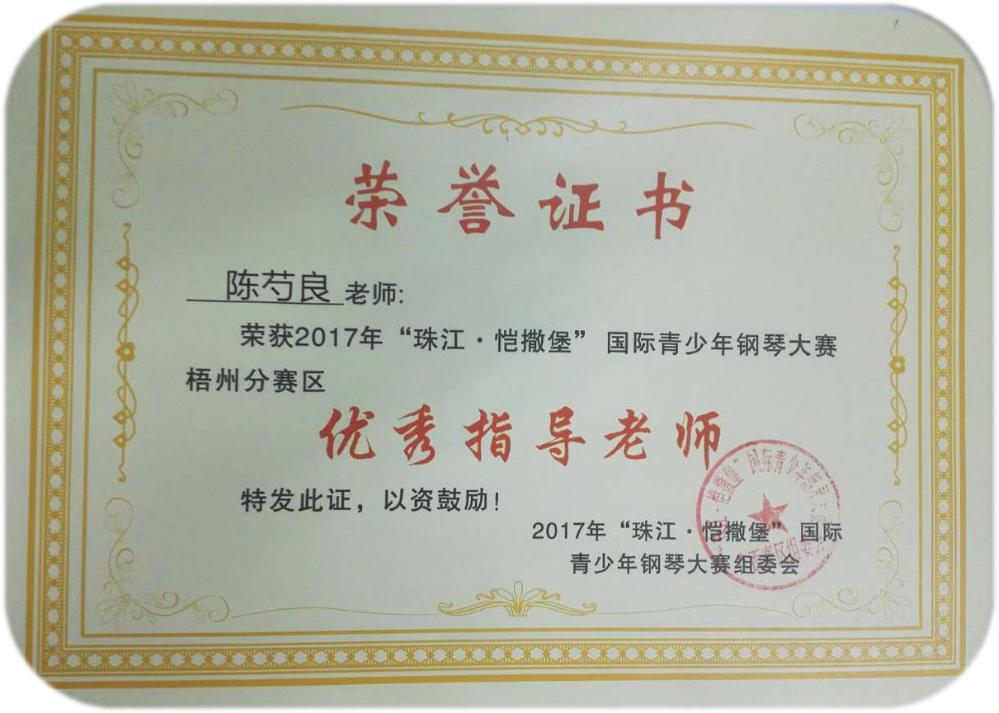 荣誉证书
陈芍良 老师:
荣获2017年“珠江·恺撒堡”国际青少年钢琴大赛
梧州分赛区
优秀指导老师
特发此证，以资鼓励!
2017年“珠江·恺撒堡”国际
青少年钢琴大赛组委会